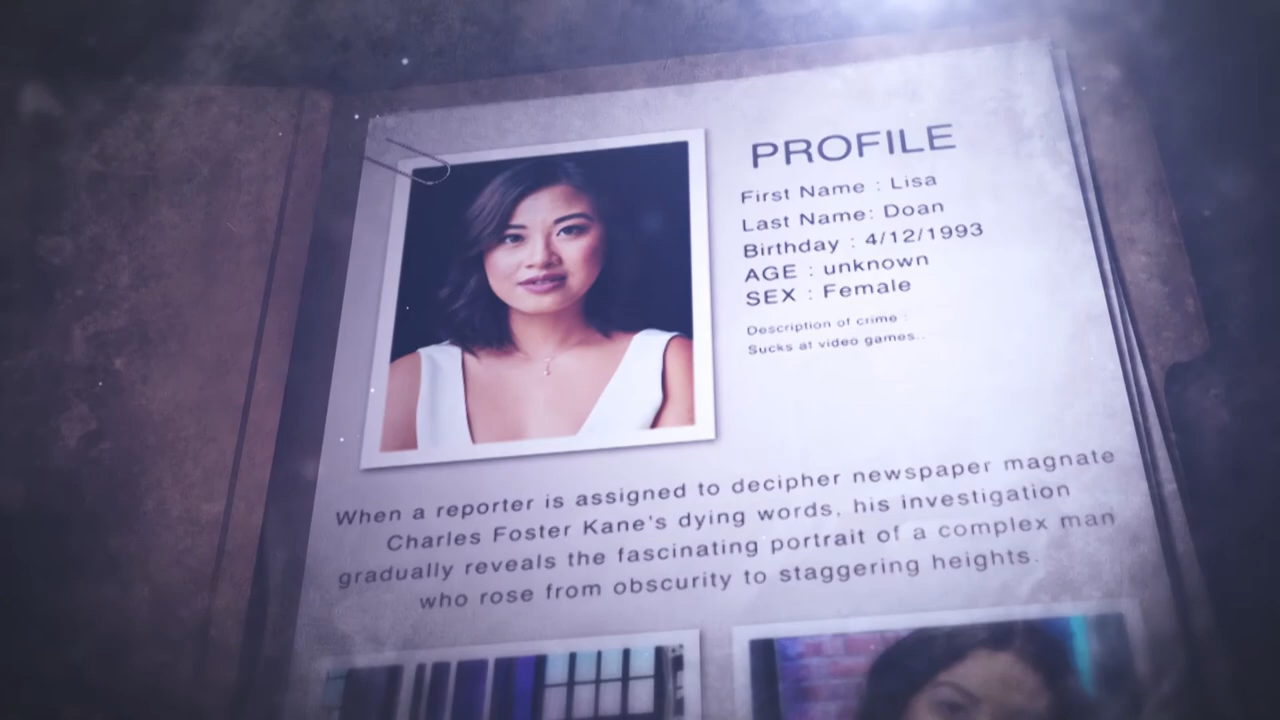 PROFILE
First Name : Lisa
Last Name: Doan
Birthday : 4/12/1993
AGE : unknown
SEX : Female
Description of crime :
Sucks at video games..
When a reporter is assigned to decipher newspaper magnate
Charles Foster Kane's dying words, his investigation
gradually reveals the fascinating portrait of a complex man
who rose from obscurity to staggering heights.